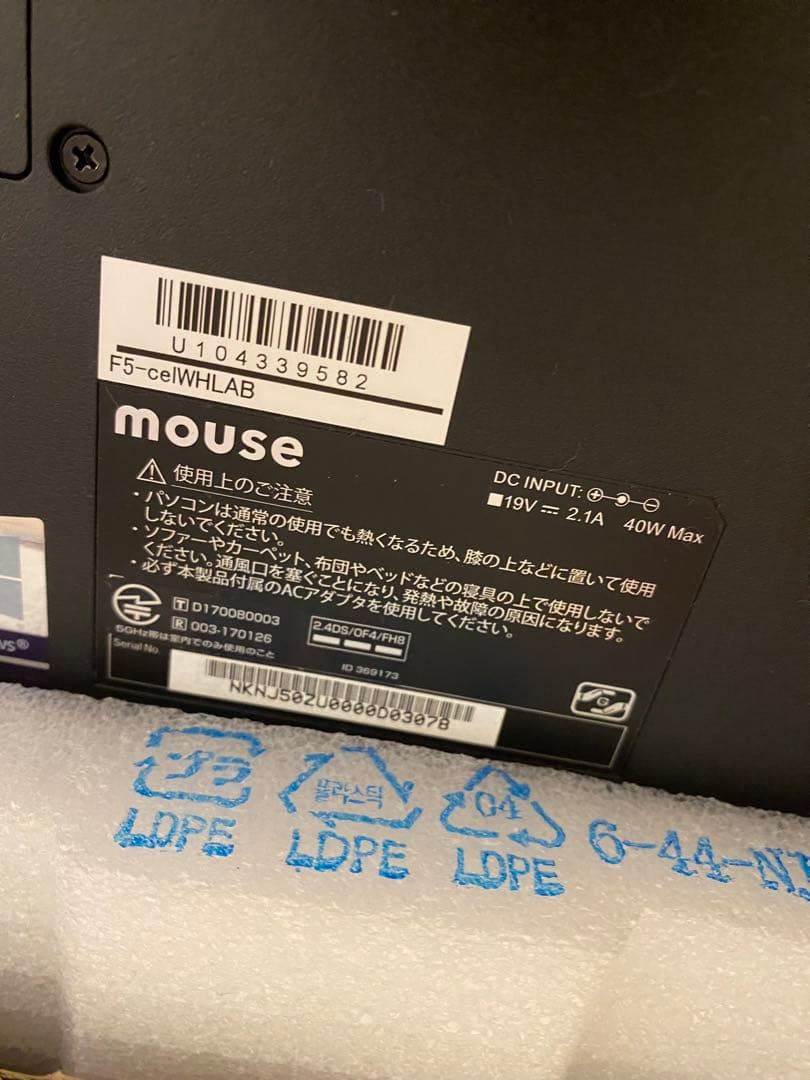 U104339582
F5-celWHLAB
mouse
使用上のご注意
・パソコンは通常の使用でも熱くなるため、膝の上などに置いて使用
しないでください。
・ソファーやカーペット、布団やベッドなどの寝具の上で使用しないで
ください。通風口を塞ぐことになり、発熱や故障の原因になります。
・必ず本製品付属のACアダプタを使用してください。
DC INPUT:
19V ⎓ 2.1A 40W Max
T D170080003
R 003-170126
5GHz帯は室内でのみ使用のこと
2.4DS/OF4/FH8
ID 369173
Serial No.
NKNJ50ZU0000D03078
WS®
プラ
LDPE
플라스틱
LDPE
04
LDPE
6-44-N